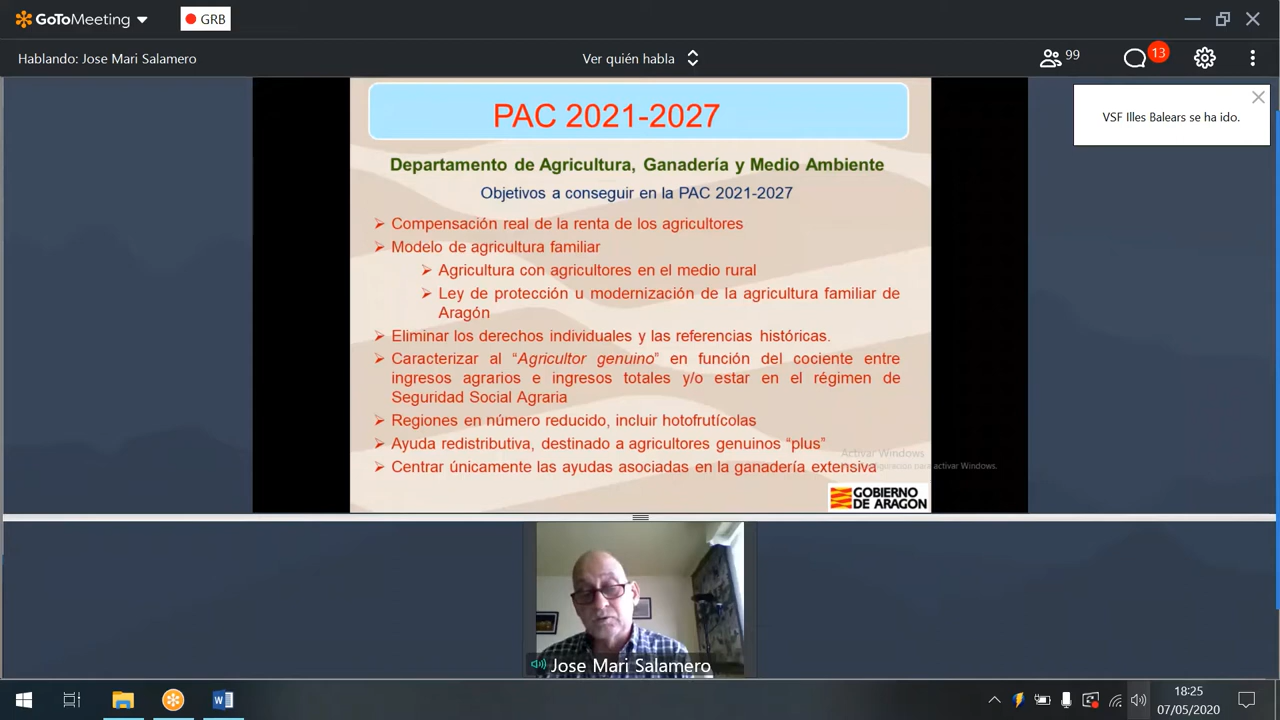 GoToMeeting
GRB
Hablando: Jose Mari Salamero
Ver quién habla
99
13
VSF Illes Balears se ha ido.
PAC 2021-2027
Departamento de Agricultura, Ganadería y Medio Ambiente
Objetivos a conseguir en la PAC 2021-2027
Compensación real de la renta de los agricultores
Modelo de agricultura familiar
Agricultura con agricultores en el medio rural
Ley de protección u modernización de la agricultura familiar de
Aragón
Eliminar los derechos individuales y las referencias históricas.
Caracterizar al “Agricultor genuino” en función del cociente entre
ingresos agrarios e ingresos totales y/o estar en el régimen de
Seguridad Social Agraria
Regiones en número reducido, incluir hotofrutícolas
Ayuda redistributiva, destinado a agricultores genuinos “plus”
Activar Windows
Centrar únicamente las ayudas asociadas en la ganadería extensiva
para activar Windows.
GOBIERNO
DE ARAGON
Jose Mari Salamero
18:25
07/05/2020